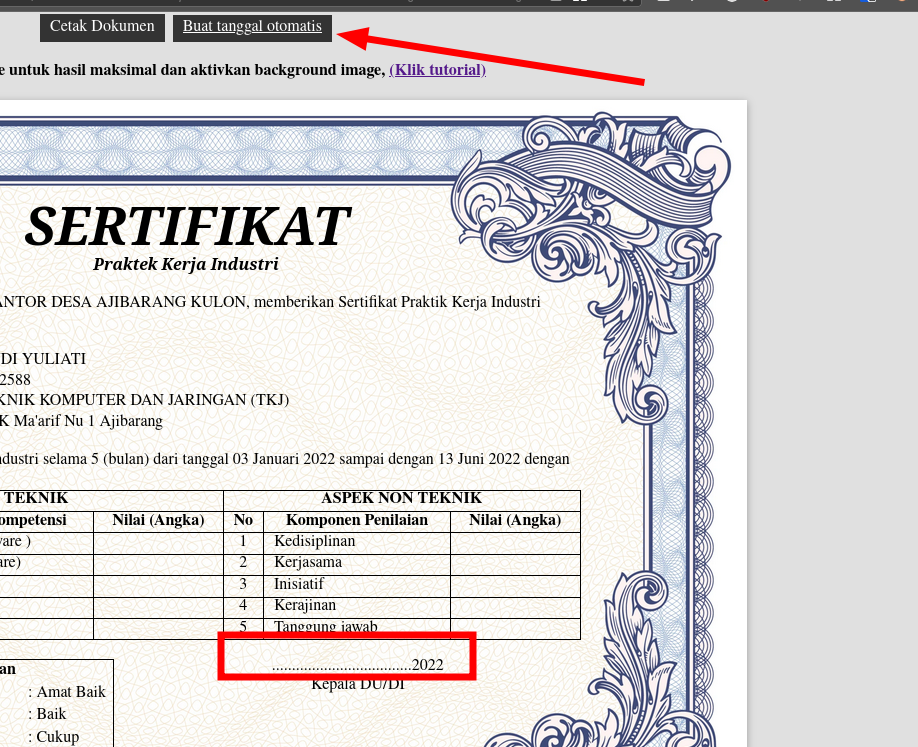 Cetak Dokumen Buat tanggal otomatis
e untuk hasil maksimal dan aktivkan background image, (Klik tutorial)
SERTIFIKAT
Praktek Kerja Industri
ANTOR DESA AJIBARANG KULON, memberikan Sertifikat Praktik Kerja Industri
DI YULIATI
2588
KNIK KOMPUTER DAN JARINGAN (TKJ)
K Ma'arif Nu 1 Ajibarang
ndustri selama 5 (bulan) dari tanggal 03 Januari 2022 sampai dengan 13 Juni 2022 dengan
TEKNIK ASPEK NON TEKNIK
ompetensi Nilai (Angka) No Komponen Penilaian Nilai (Angka)
vare ) 1 Kedisiplinan
are) 2 Kerjasama
3 Inisiatif
4 Kerajinan
5 Tanggung jawab
...................................2022
Kepala DU/DI
an
: Amat Baik
: Baik
: Cukup